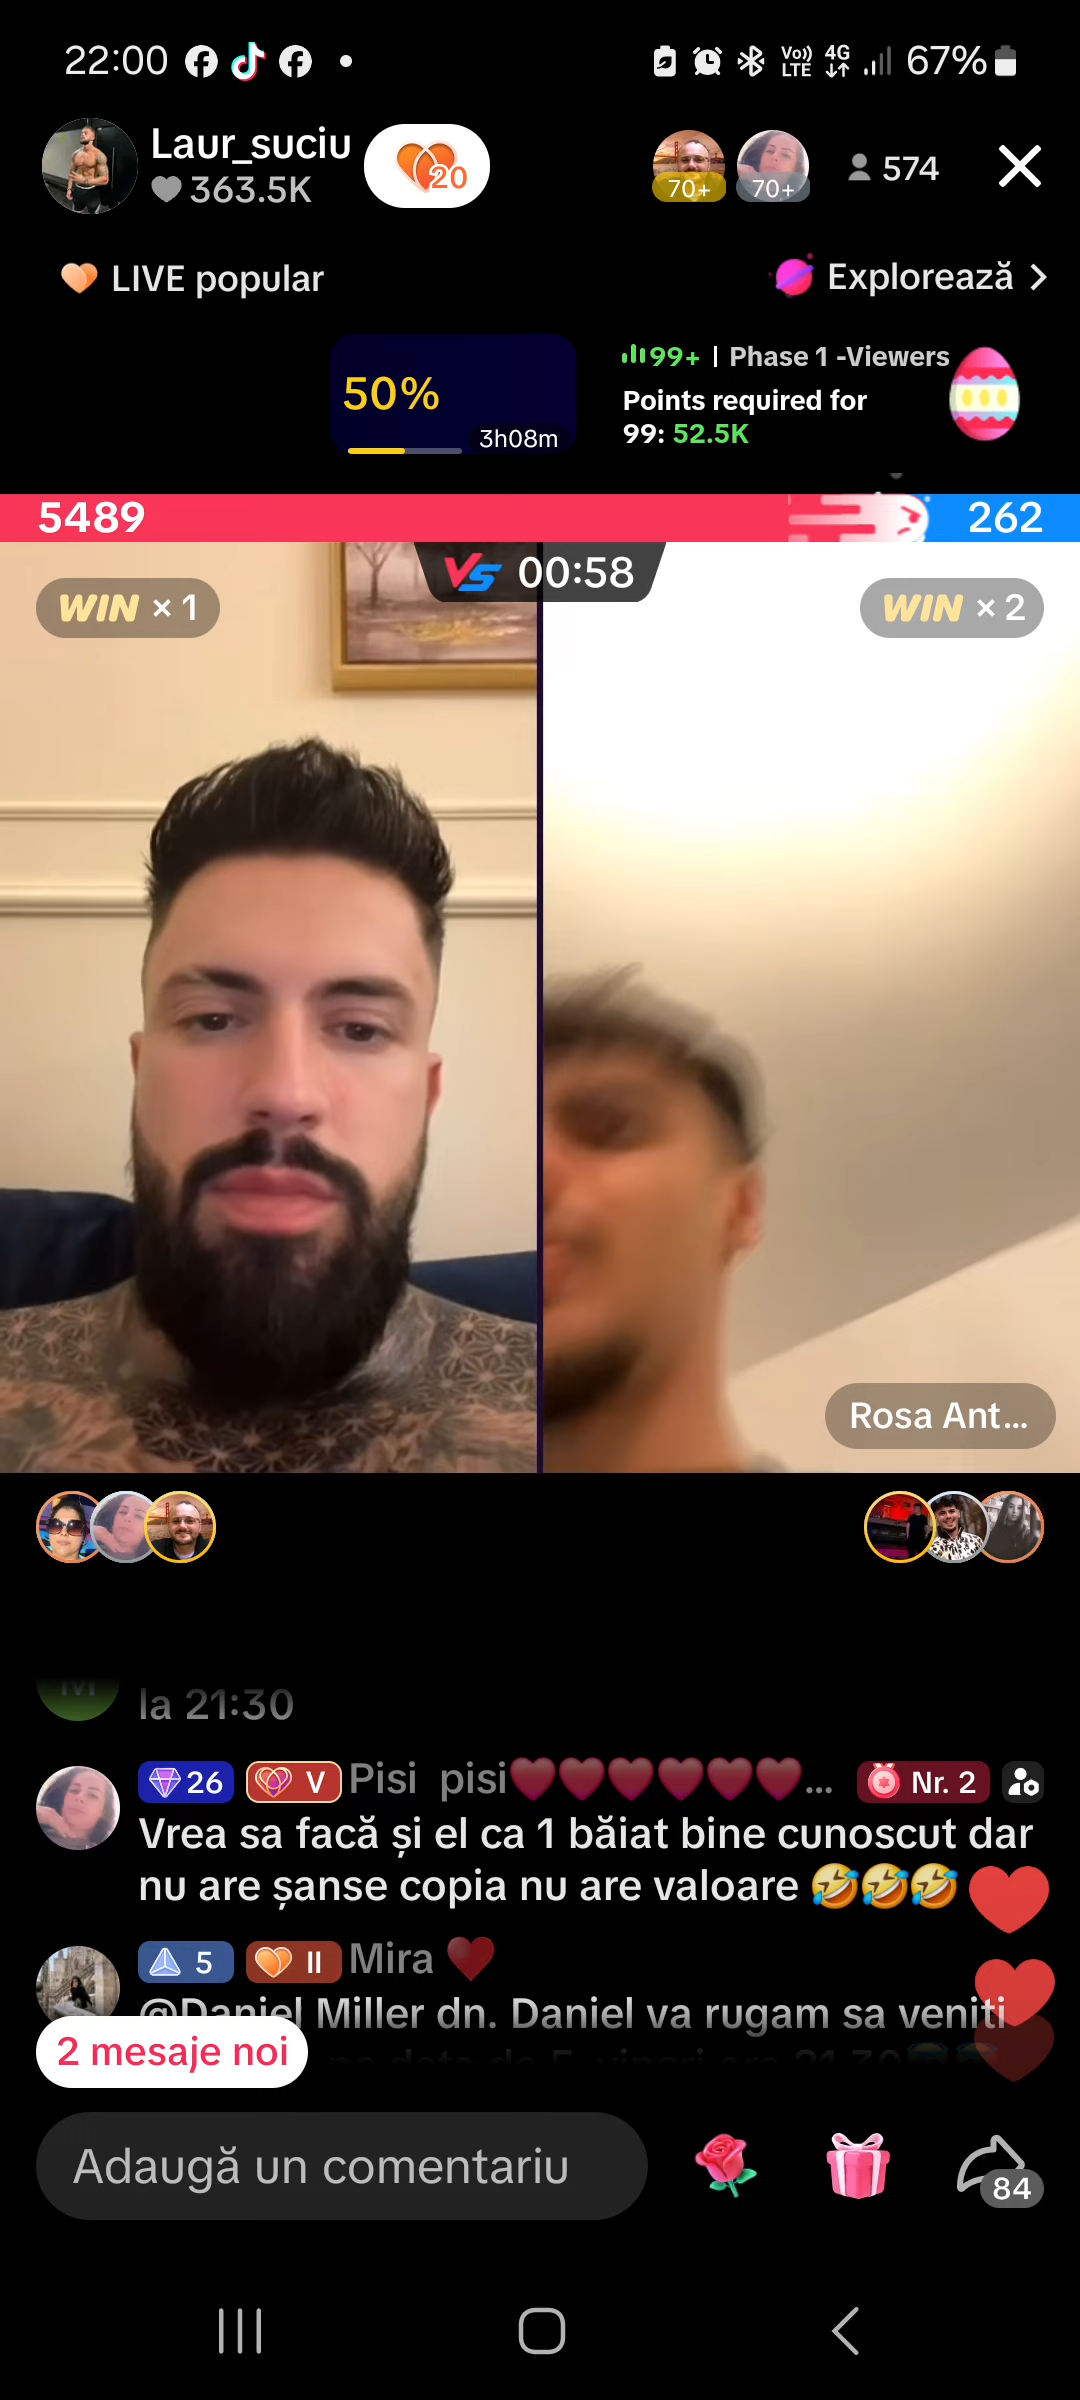 22:00
Vo))
LTE
4G
67%
Laur_suciu
363.5K
20
70+
70+
574
LIVE popular
Explorează
50%
3h08m
99+ | Phase 1 -Viewers
Points required for
99: 52.5K
5489
262
VS 00:58
WIN × 1
WIN × 2
Rosa Ant...
la 21:30
26 V Pisi pisi... Nr. 2
Vrea sa facă și el ca 1 băiat bine cunoscut dar
nu are șanse copia nu are valoare
5 II Mira
@Daniel Miller dn. Daniel va rugam sa veniti
2 mesaje noi
Adaugă un comentariu
84